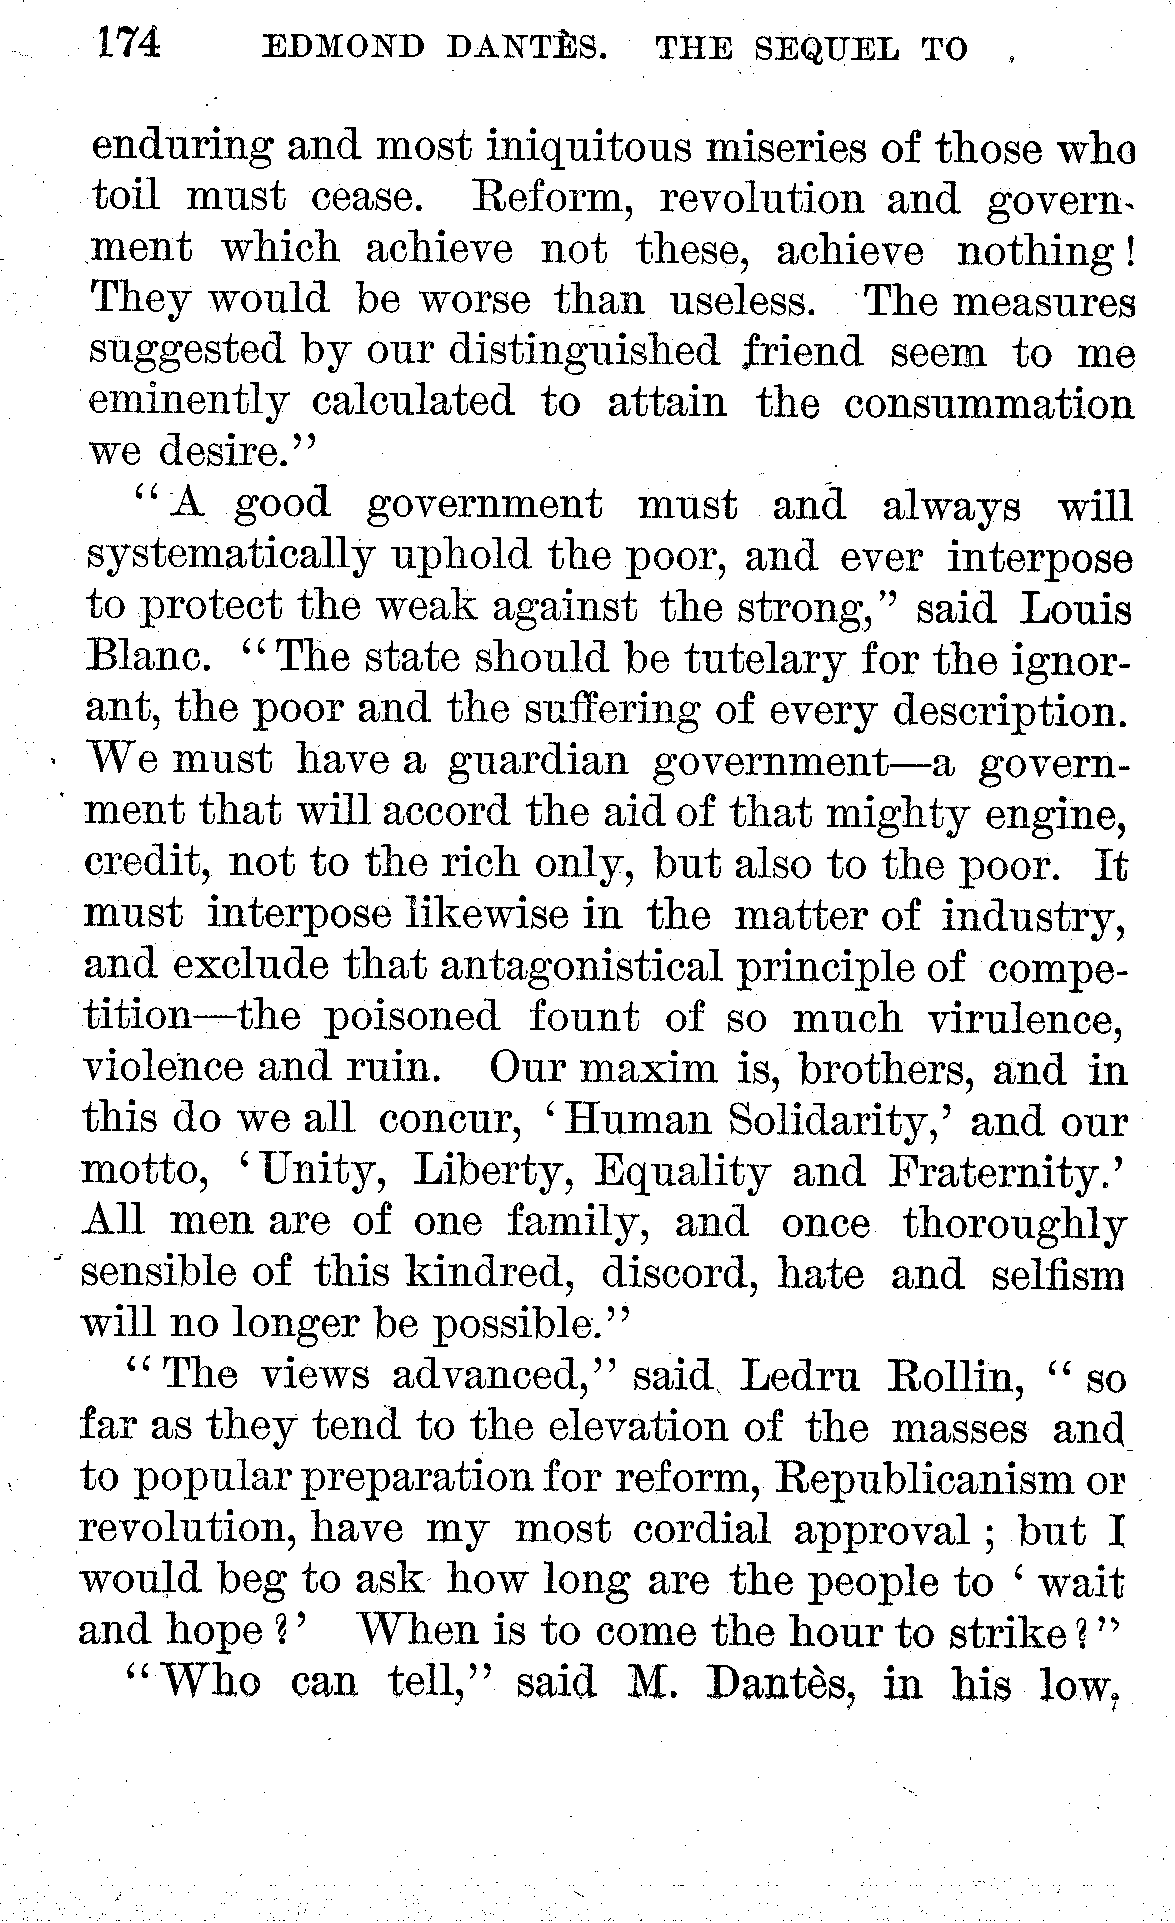 174 EDMOND DANTÈS. THE SEQUEL TO
enduring and most iniquitous miseries of those who
toil must cease. Reform, revolution and govern-
ment which achieve not these, achieve nothing!
They would be worse than useless. The measures
suggested by our distinguished friend seem to me
eminently calculated to attain the consummation
we desire."
"A good government must and always will
systematically uphold the poor, and ever interpose
to protect the weak against the strong," said Louis
Blanc. "The state should be tutelary for the ignor-
ant, the poor and the suffering of every description.
We must have a guardian government—a govern-
ment that will accord the aid of that mighty engine,
credit, not to the rich only, but also to the poor. It
must interpose likewise in the matter of industry,
and exclude that antagonistical principle of compe-
tition—the poisoned fount of so much virulence,
violence and ruin. Our maxim is, brothers, and in
this do we all concur, 'Human Solidarity,' and our
motto, 'Unity, Liberty, Equality and Fraternity.'
All men are of one family, and once thoroughly
sensible of this kindred, discord, hate and selfism
will no longer be possible."
"The views advanced," said Ledru Rollin, "so
far as they tend to the elevation of the masses and
to popular preparation for reform, Republicanism or
revolution, have my most cordial approval; but I
would beg to ask how long are the people to 'wait
and hope?' When is to come the hour to strike?"
"Who can tell," said M. Dantès, in his low,